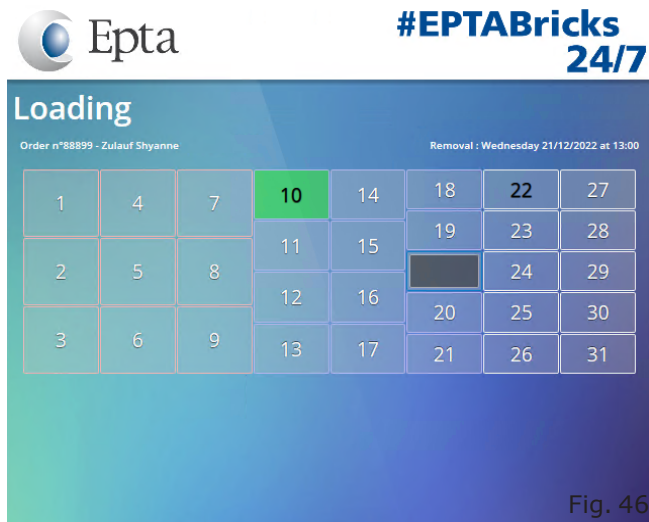 Epta
#EPTABricks
24/7
Loading
Order n°88899 - Zulauf Shyanne
Removal : Wednesday 21/12/2022 at 13:00
1 4 7 10 14 18 22 27
11 15 19 23 28
2 5 8 24 29
12 16 20 25 30
3 6 9 13 17 21 26 31
Fig. 46